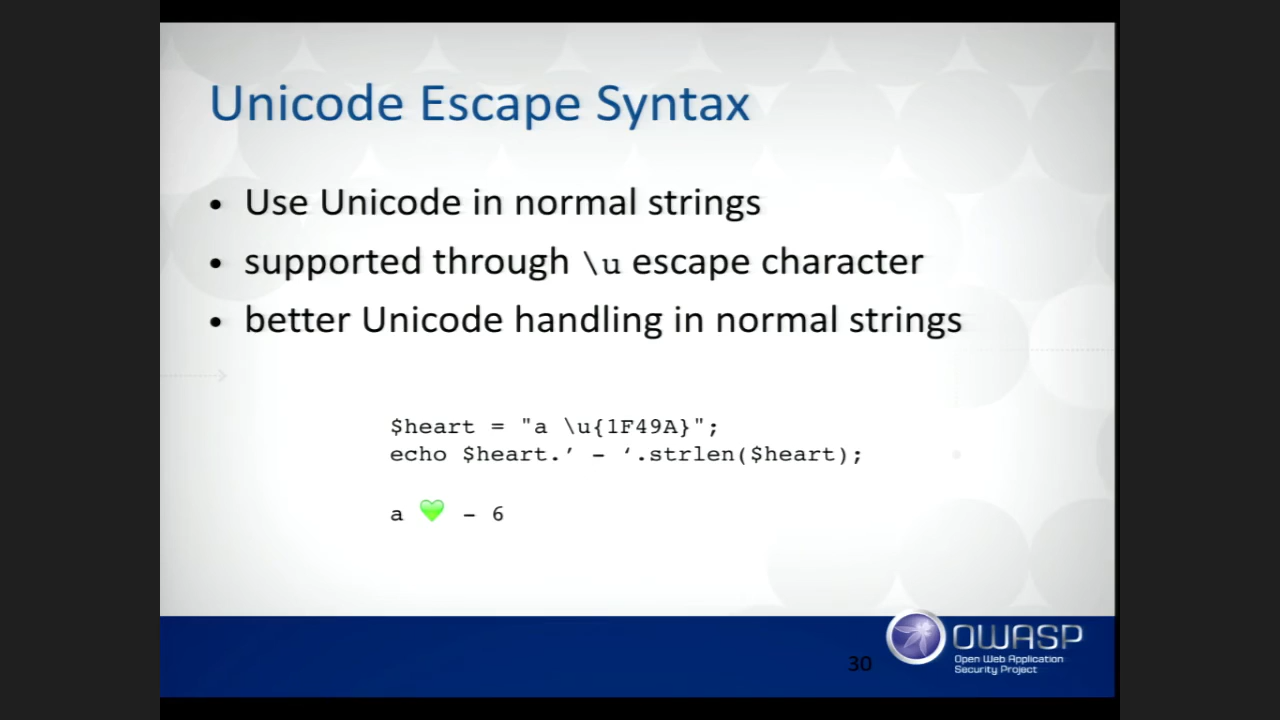 Unicode Escape Syntax
• Use Unicode in normal strings
• supported through \u escape character
• better Unicode handling in normal strings
$heart = "a \u{1F49A}";
echo $heart.’ – ‘.strlen($heart);
a 💚 – 6
30
OWASP
Open Web Application
Security Project